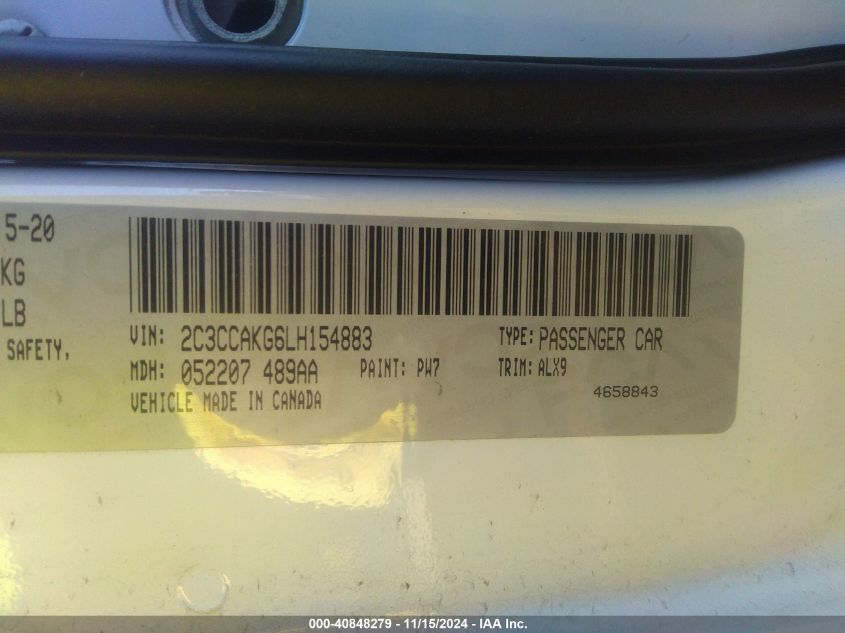 5-20
KG
LB
SAFETY,
VIN: 2C3CCAKG6LH154883 TYPE: PASSENGER CAR
MDH: 052207 489AA PAINT: PW7 TRIM: ALX9
VEHICLE MADE IN CANADA 4658843
000-40848279 - 11/15/2024 - IAA Inc.